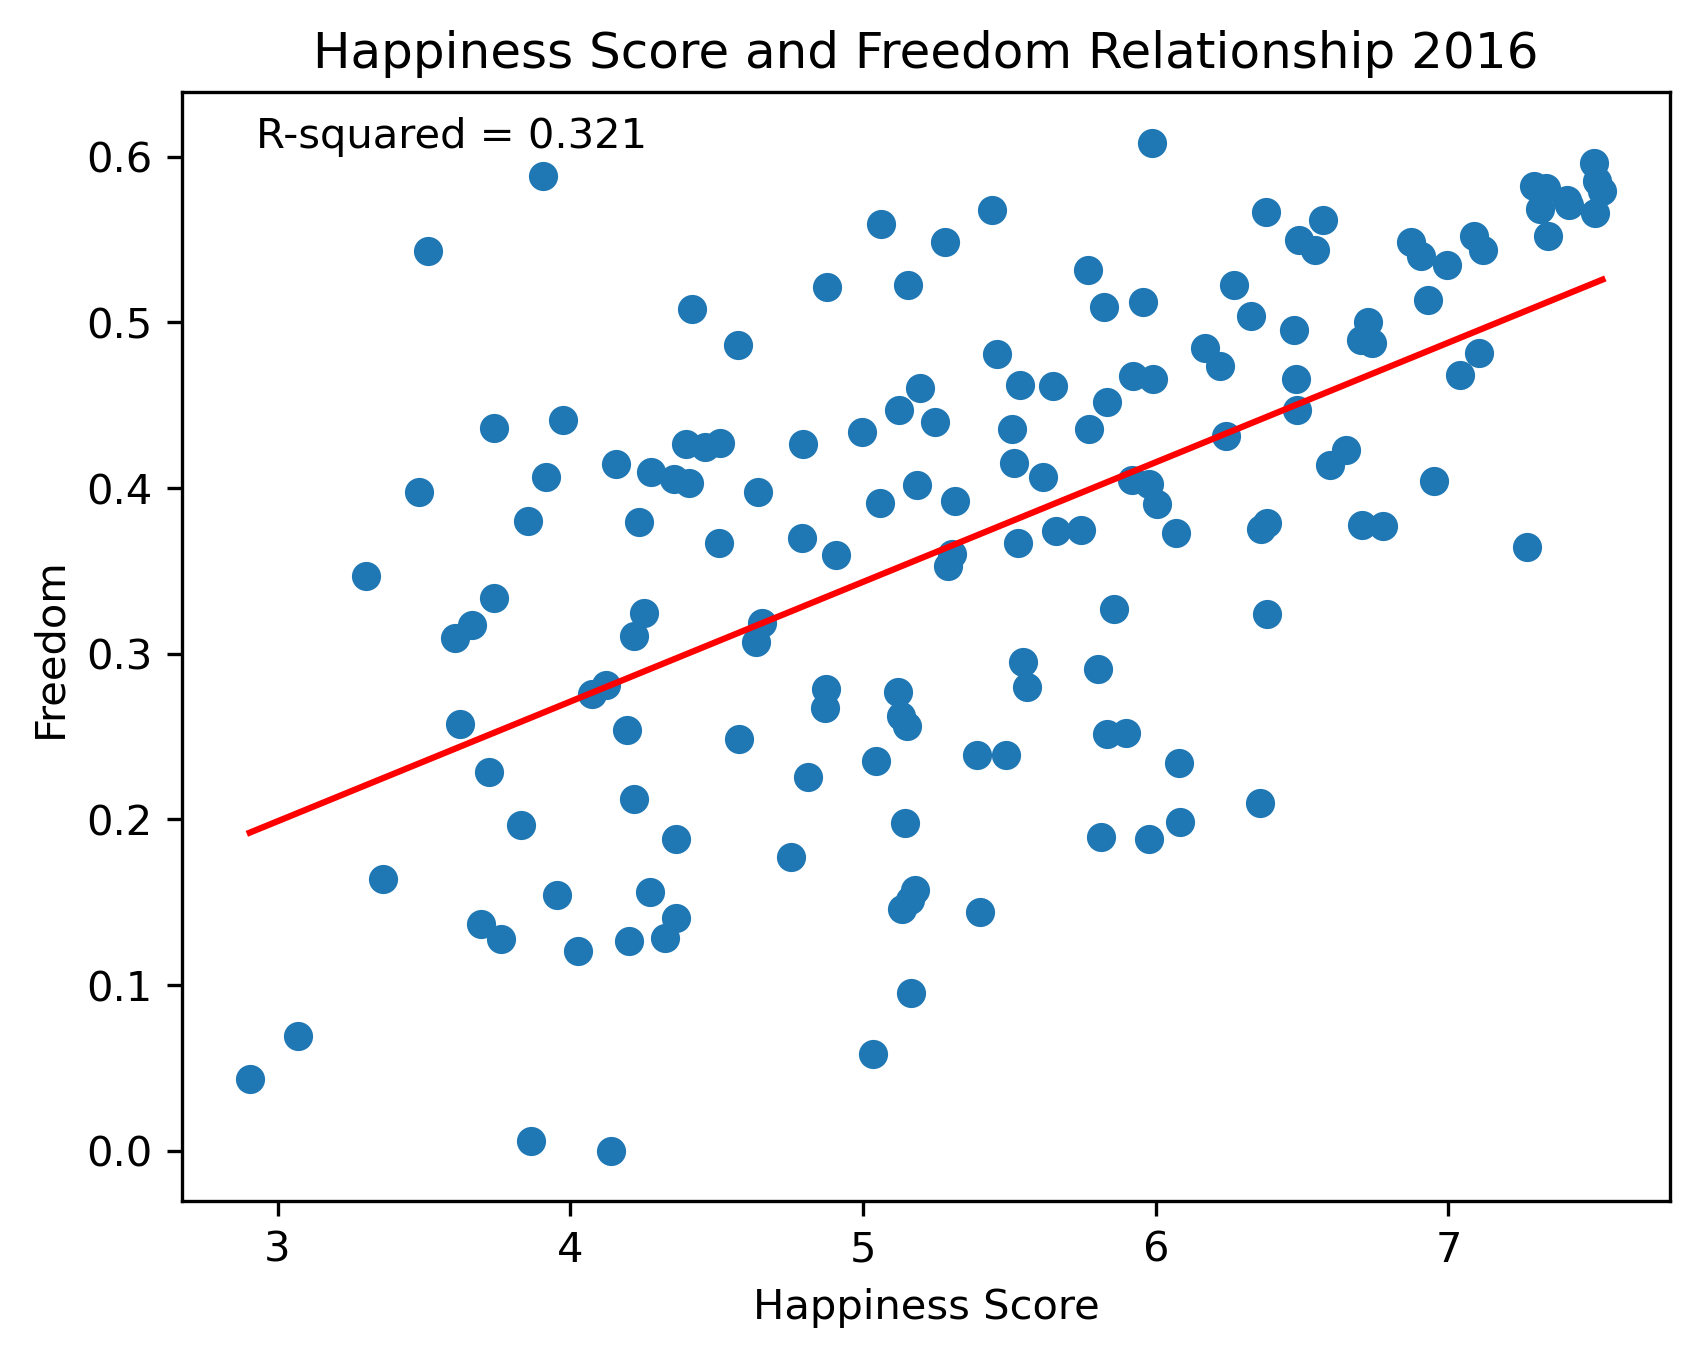 Happiness Score and Freedom Relationship 2016
R-squared = 0.321
0.6
0.5
0.4
0.3
0.2
0.1
0.0
Freedom
3 4 5 6 7
Happiness Score